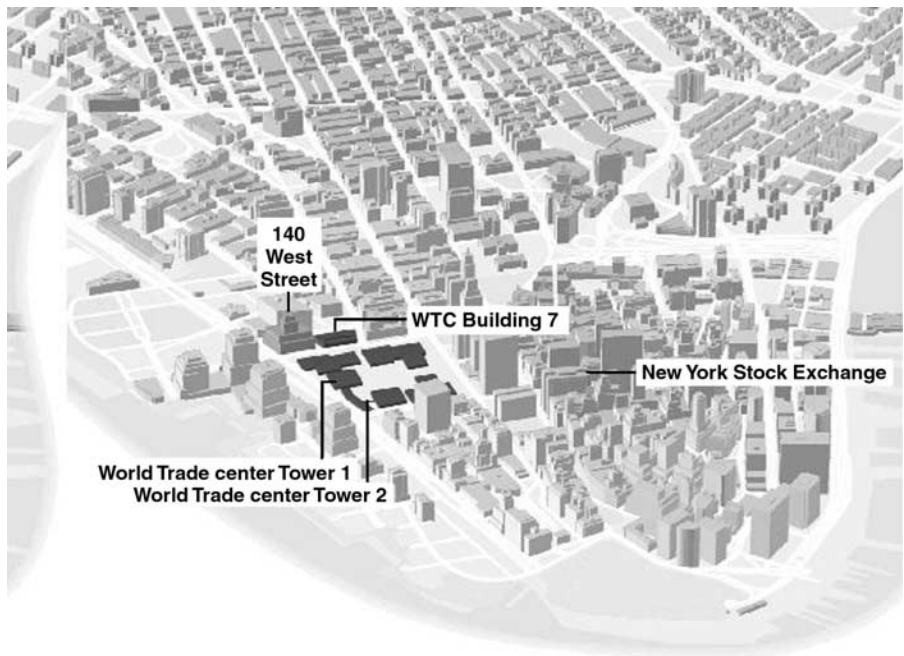 140
West
Street
WTC Building 7
New York Stock Exchange
World Trade center Tower 1
World Trade center Tower 2